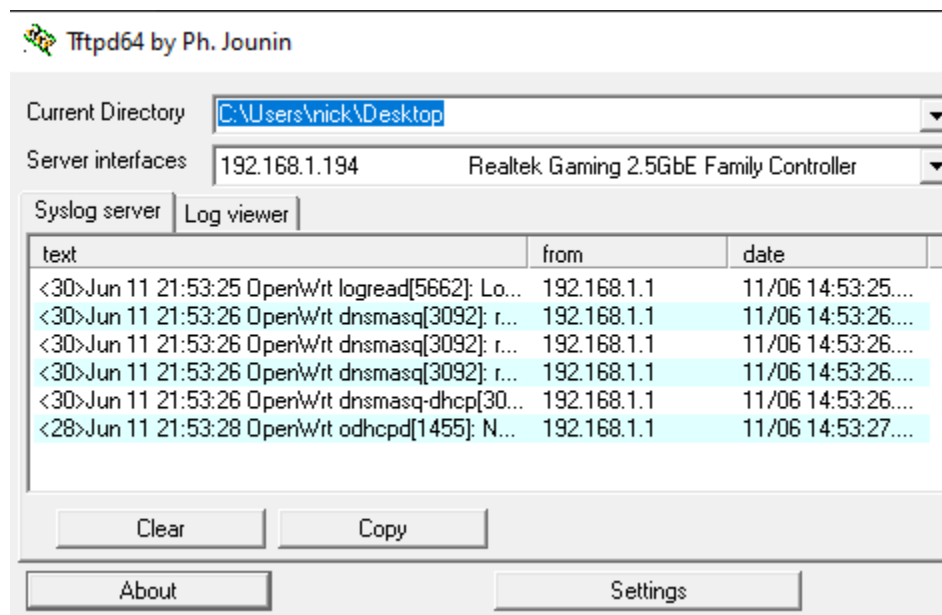 Tftpd64 by Ph. Jounin
Current Directory C:\Users\nick\Desktop
Server interfaces 192.168.1.194 Realtek Gaming 2.5GbE Family Controller
Syslog server Log viewer
text from date
<30>Jun 11 21:53:25 OpenWrt logread[5662]: Lo... 192.168.1.1 11/06 14:53:25....
<30>Jun 11 21:53:26 OpenWrt dnsmasq[3092]: r... 192.168.1.1 11/06 14:53:26....
<30>Jun 11 21:53:26 OpenWrt dnsmasq[3092]: r... 192.168.1.1 11/06 14:53:26....
<30>Jun 11 21:53:26 OpenWrt dnsmasq[3092]: r... 192.168.1.1 11/06 14:53:26....
<30>Jun 11 21:53:26 OpenWrt dnsmasq-dhcp[30... 192.168.1.1 11/06 14:53:26....
<28>Jun 11 21:53:28 OpenWrt odhcpd[1455]: N... 192.168.1.1 11/06 14:53:27....
Clear Copy
About Settings